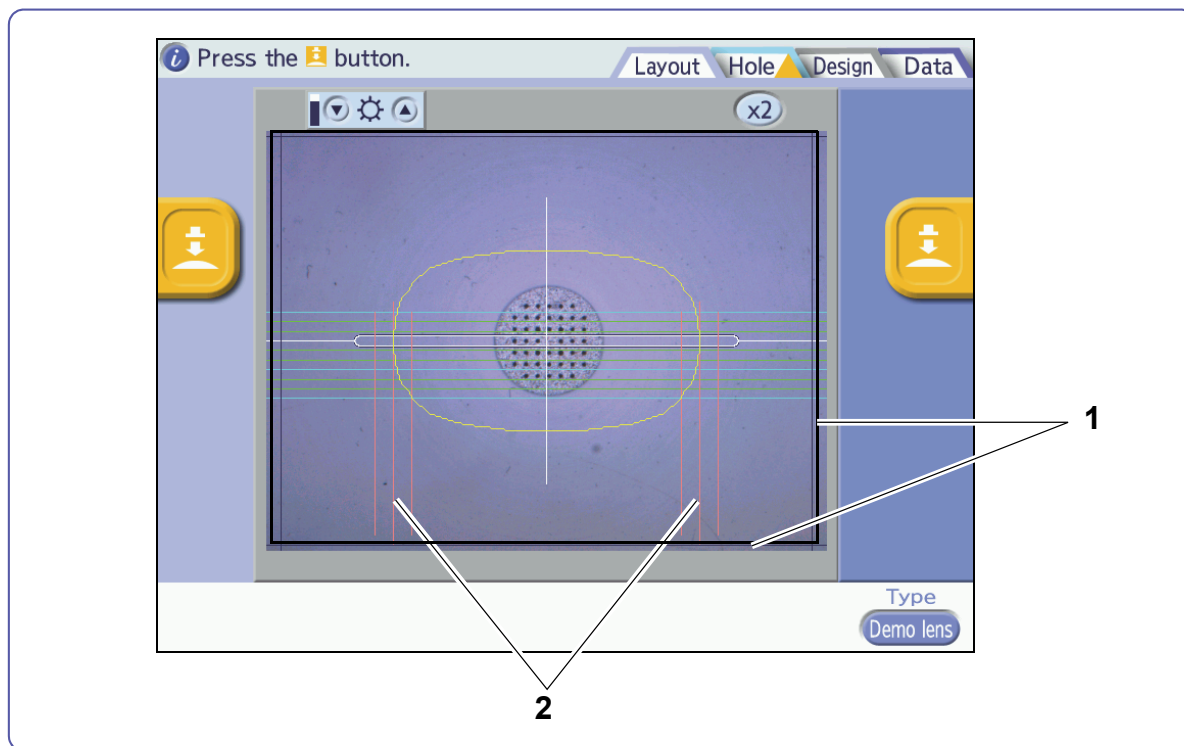 i Press the button.
Layout Hole Design Data
x2
1
Type
Demo lens
2